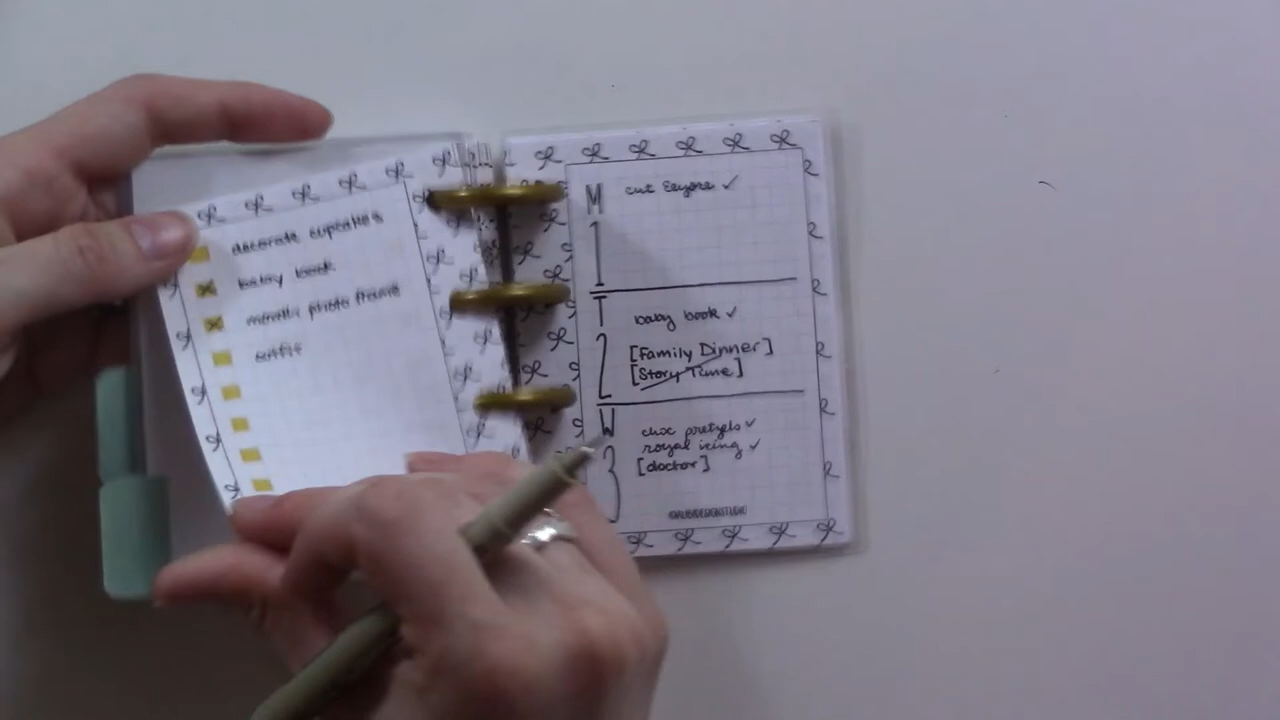 decorate cupcakes
baby book
metallic photo frame
outfit
M
1
cut Eeyore ✓
T
2
baby book ✓
[Family Dinner]
[Story Time]
W
3
choc pretzels ✓
royal icing ✓
[doctor]